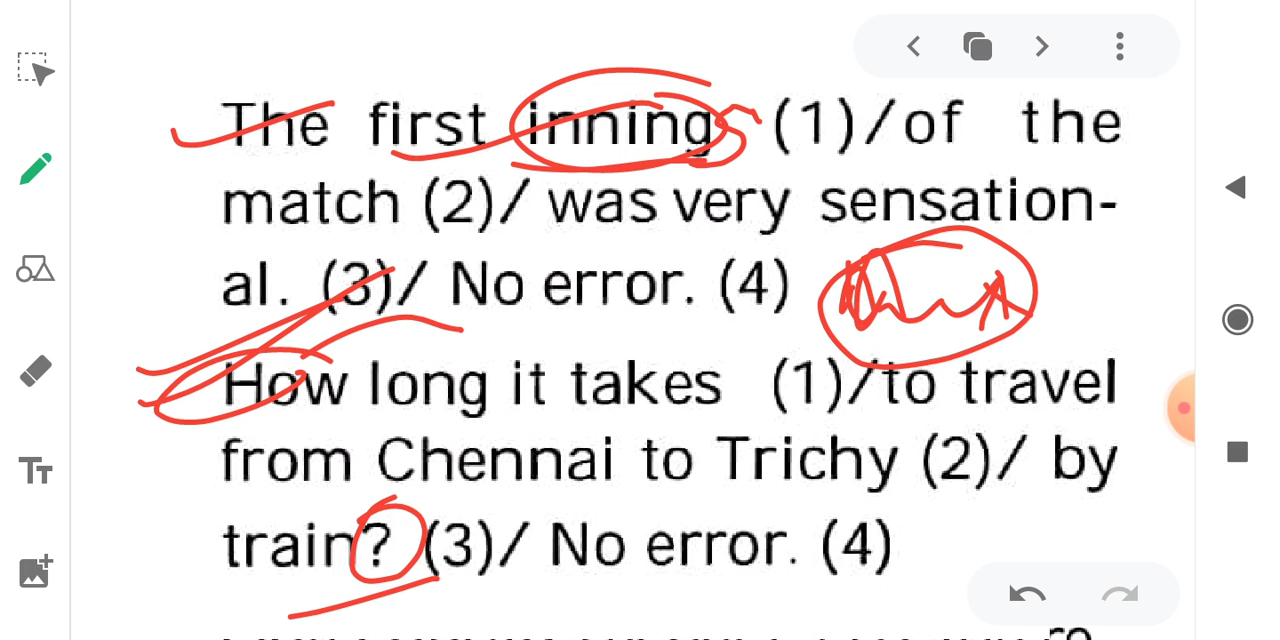 The first inning (1)/of the
match (2)/ was very sensation-
al. (3)/ No error. (4)
How long it takes (1)/to travel
from Chennai to Trichy (2)/ by
train? (3)/ No error. (4)